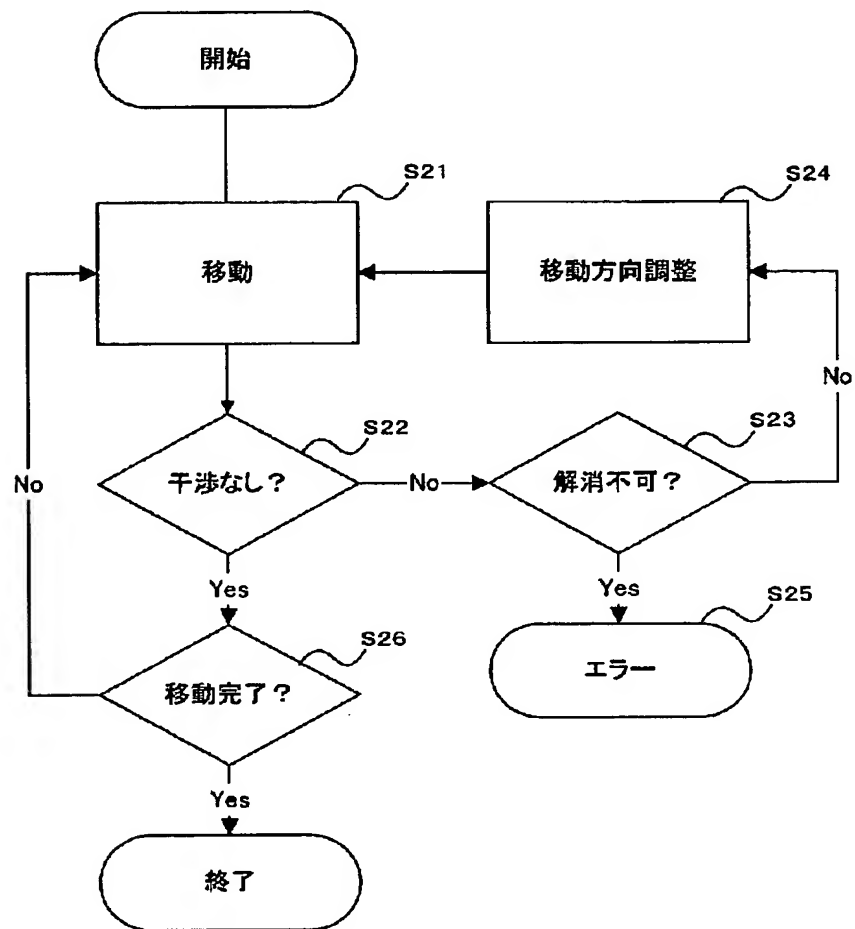 開始
S21
移動
S24
移動方向調整
No
S22
干渉なし?
No
S23
解消不可?
No
Yes
S26
移動完了?
Yes
S25
エラー
Yes
終了